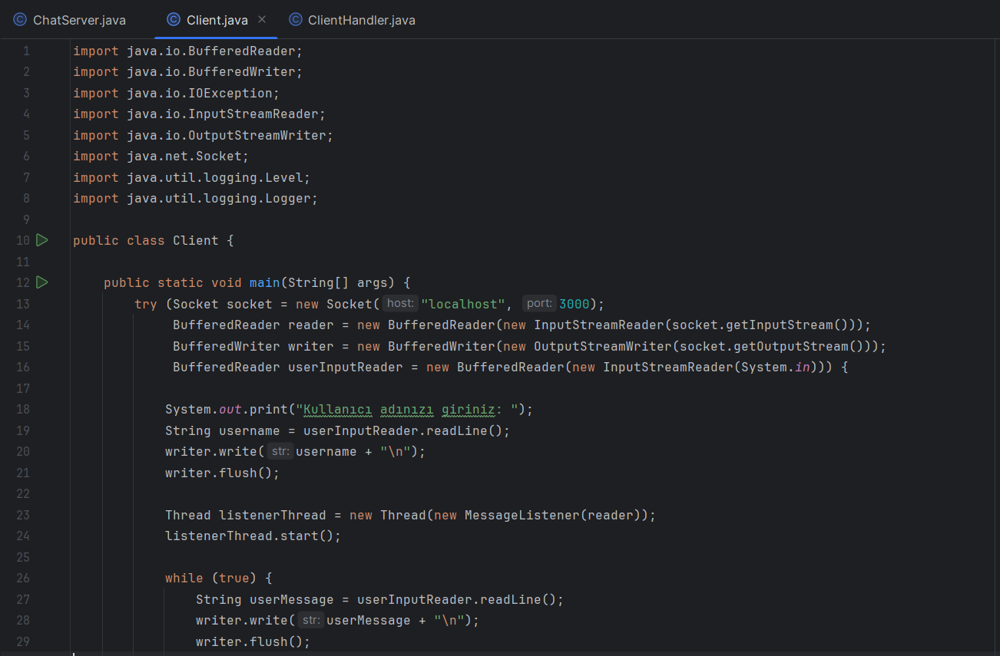 ChatServer.java Client.java ClientHandler.java
1 import java.io.BufferedReader;
2 import java.io.BufferedWriter;
3 import java.io.IOException;
4 import java.io.InputStreamReader;
5 import java.io.OutputStreamWriter;
6 import java.net.Socket;
7 import java.util.logging.Level;
8 import java.util.logging.Logger;
9
10 public class Client {
11
12 public static void main(String[] args) {
13 try (Socket socket = new Socket( host: "localhost", port: 3000);
14 BufferedReader reader = new BufferedReader(new InputStreamReader(socket.getInputStream()));
15 BufferedWriter writer = new BufferedWriter(new OutputStreamWriter(socket.getOutputStream()));
16 BufferedReader userInputReader = new BufferedReader(new InputStreamReader(System.in))) {
17
18 System.out.print("Kullanıcı adınızı giriniz: ");
19 String username = userInputReader.readLine();
20 writer.write( str: username + "\n");
21 writer.flush();
22
23 Thread listenerThread = new Thread(new MessageListener(reader));
24 listenerThread.start();
25
26 while (true) {
27 String userMessage = userInputReader.readLine();
28 writer.write( str: userMessage + "\n");
29 writer.flush();